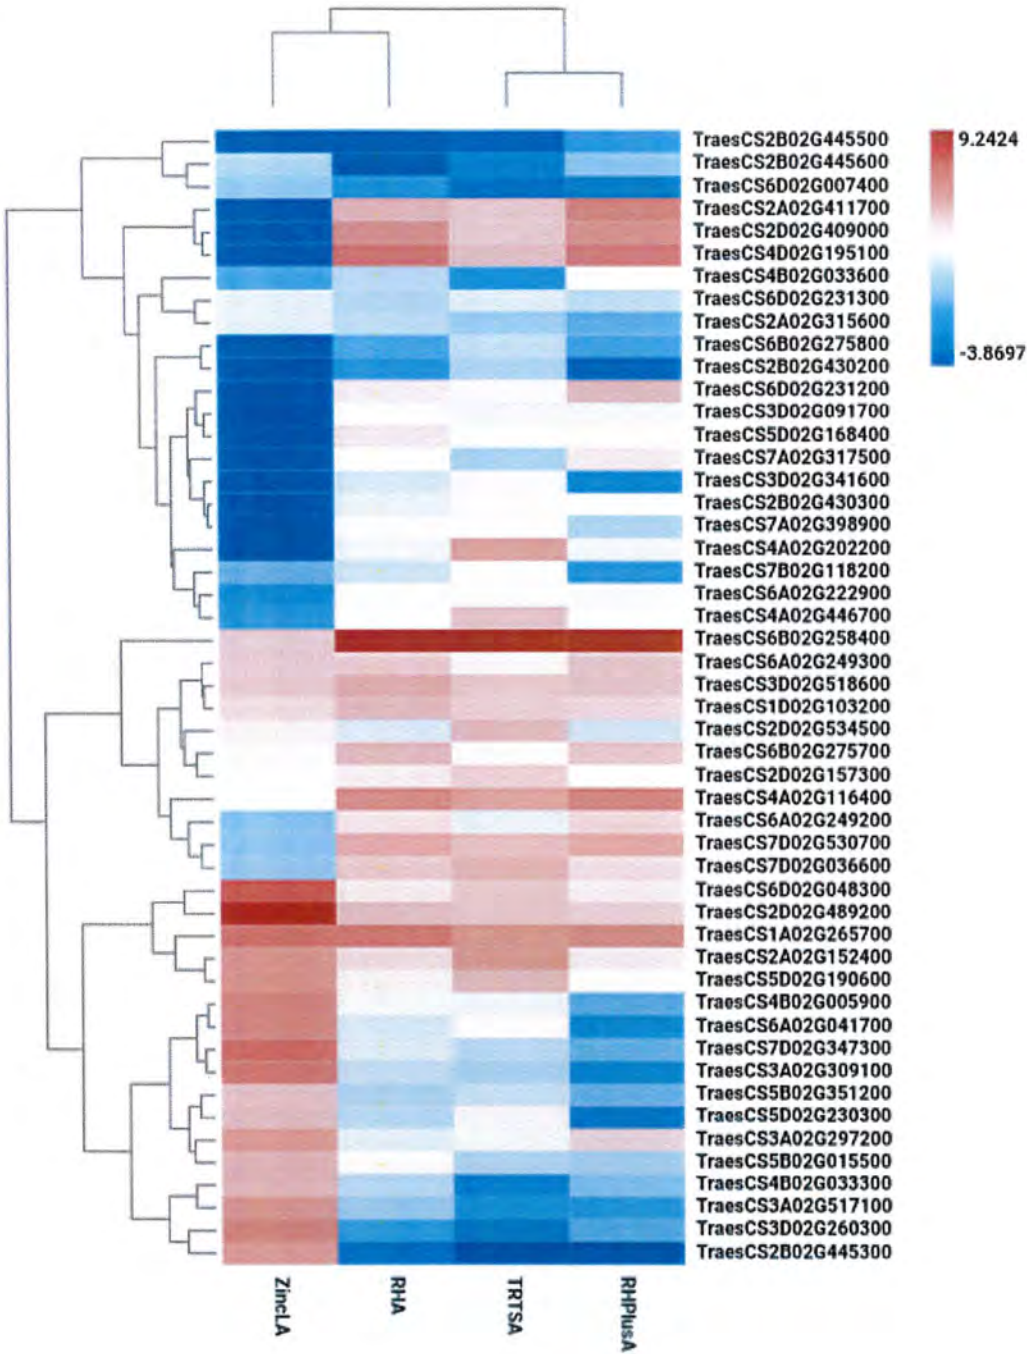 TraesCS2B02G445500
9.2424
TraesCS2B02G445600
TraesCS6D02G007400
TraesCS2A02G411700
TraesCS2D02G409000
TraesCS4D02G195100
TraesCS4B02G033600
TraesCS6D02G231300
TraesCS2A02G315600
TraesCS6B02G275800
-3.8697
TraesCS2B02G430200
TraesCS6D02G231200
TraesCS3D02G091700
TraesCS5D02G168400
TraesCS7A02G317500
TraesCS3D02G341600
TraesCS2B02G430300
TraesCS7A02G398900
TraesCS4A02G202200
TraesCS7B02G118200
TraesCS6A02G222900
TraesCS4A02G446700
TraesCS6B02G258400
TraesCS6A02G249300
TraesCS3D02G518600
TraesCS1D02G103200
TraesCS2D02G534500
TraesCS6B02G275700
TraesCS2D02G157300
TraesCS4A02G116400
TraesCS6A02G249200
TraesCS7D02G530700
TraesCS7D02G036600
TraesCS6D02G048300
TraesCS2D02G489200
TraesCS1A02G265700
TraesCS2A02G152400
TraesCS5D02G190600
TraesCS4B02G005900
TraesCS6A02G041700
TraesCS7D02G347300
TraesCS3A02G309100
TraesCS5B02G351200
TraesCS5D02G230300
TraesCS3A02G297200
TraesCS5B02G015500
TraesCS4B02G033300
TraesCS3A02G517100
TraesCS3D02G260300
TraesCS2B02G445300
ZincLA
RHA
TRTSA
RHPlusA